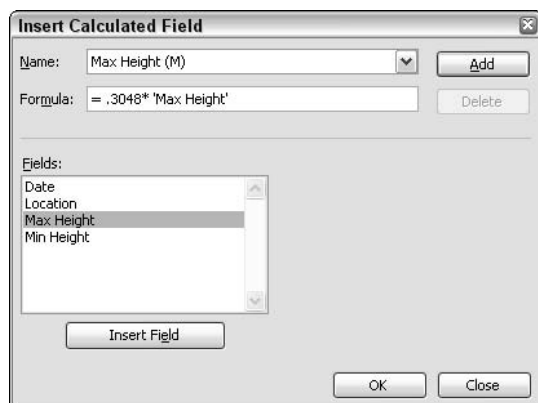 Insert Calculated Field
Name: Max Height (M) Add
Formula: = .3048* 'Max Height' Delete
Fields:
Date
Location
Max Height
Min Height
Insert Field
OK Close